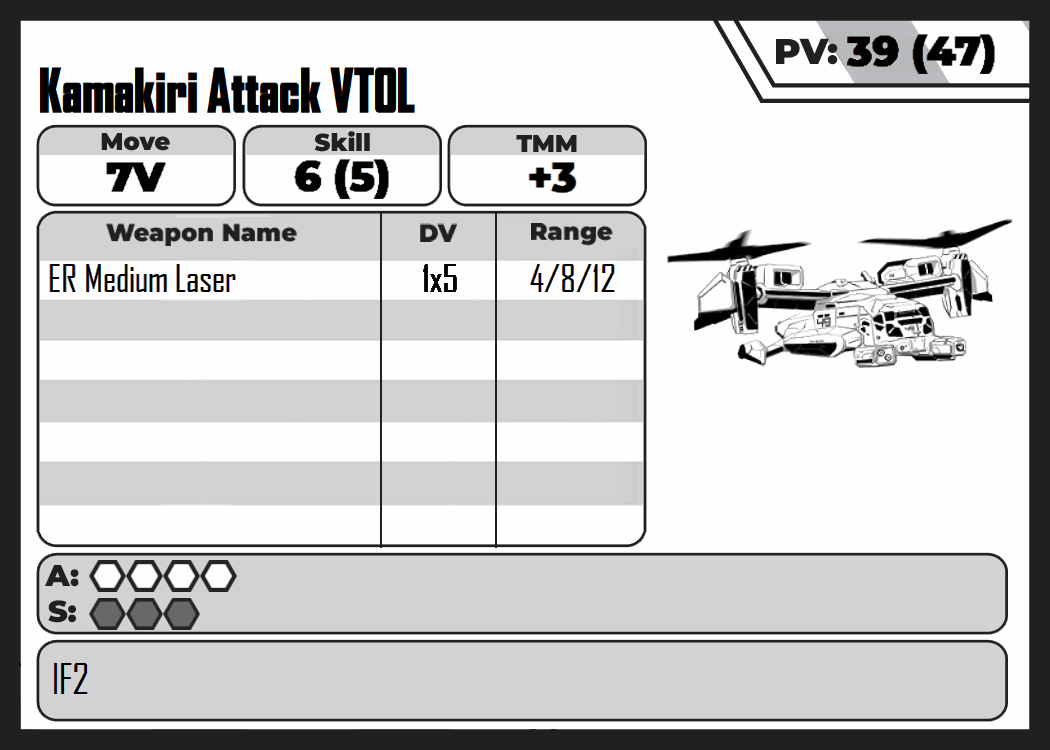 PV: 39 (47)
Kamakiri Attack VTOL
Move Skill TMM
7V 6 (5) +3
Weapon Name DV Range
ER Medium Laser 1x5 4/8/12
A:
S:
IF2